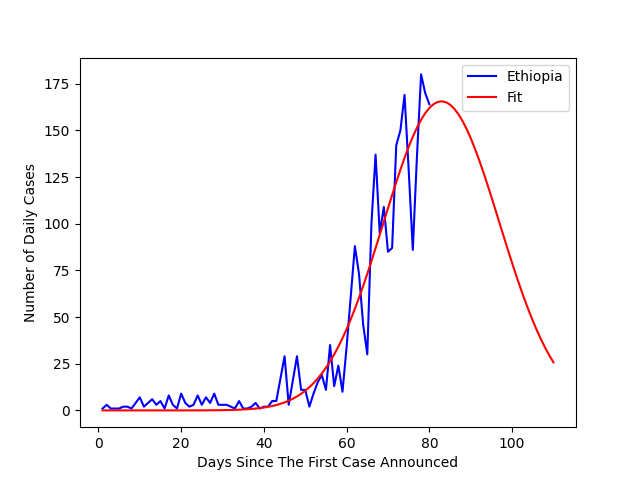 Ethiopia
Fit
175
150
125
100
75
50
25
0
Number of Daily Cases
0 20 40 60 80 100
Days Since The First Case Announced